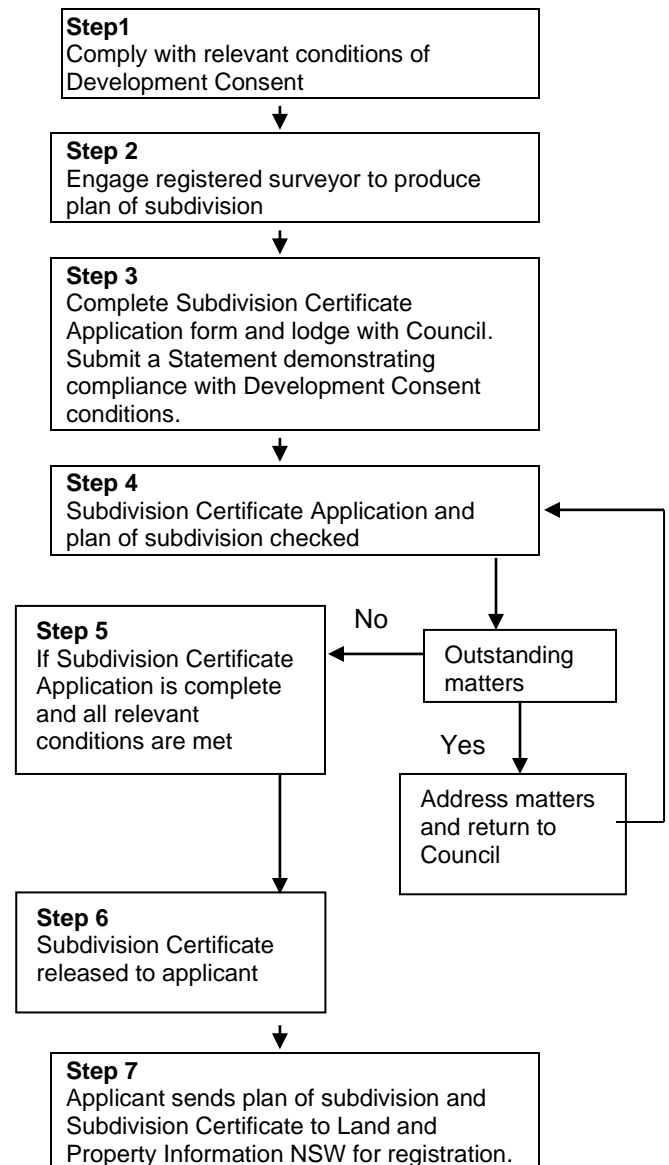 Step1
Comply with relevant conditions of
Development Consent
Step 2
Engage registered surveyor to produce
plan of subdivision
Step 3
Complete Subdivision Certificate
Application form and lodge with Council.
Submit a Statement demonstrating
compliance with Development Consent
conditions.
Step 4
Subdivision Certificate Application and
plan of subdivision checked
No
Outstanding
matters
Yes
Address matters
and return to
Council
Step 5
If Subdivision Certificate
Application is complete
and all relevant
conditions are met
Step 6
Subdivision Certificate
released to applicant
Step 7
Applicant sends plan of subdivision and
Subdivision Certificate to Land and
Property Information NSW for registration.